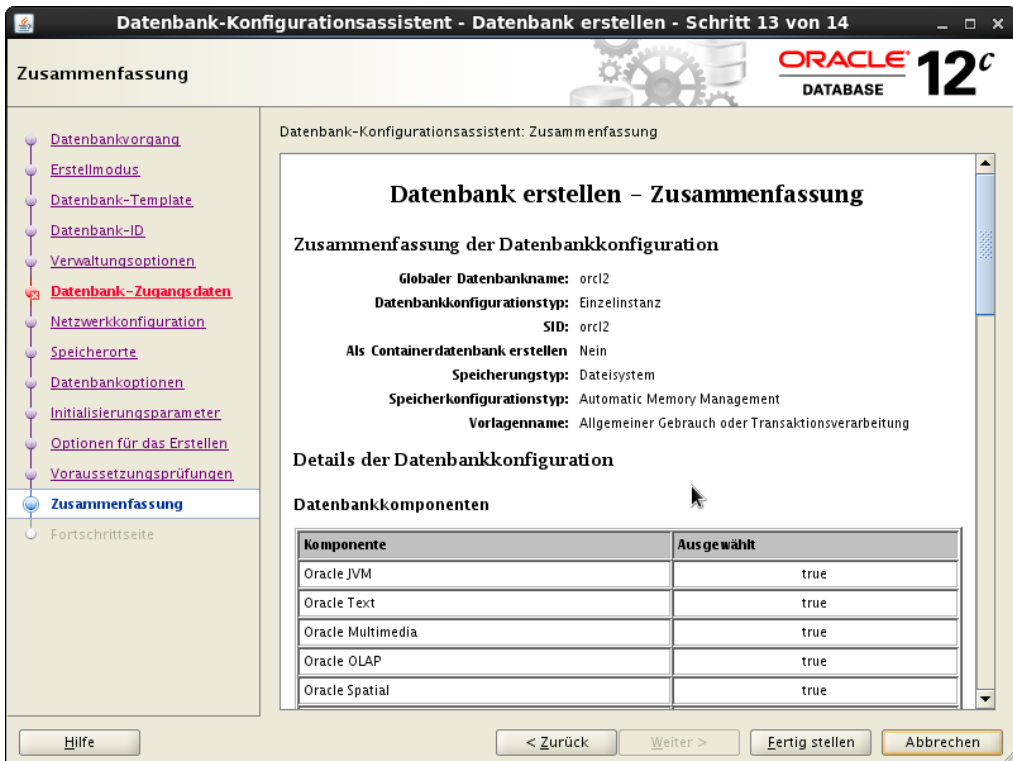 Datenbank-Konfigurationsassistent - Datenbank erstellen - Schritt 13 von 14
Zusammenfassung
ORACLE
DATABASE
12c
Datenbankvorgang
Erstellmodus
Datenbank-Template
Datenbank-ID
Verwaltungsoptionen
Datenbank-Zugangsdaten
Netzwerkkonfiguration
Speicherorte
Datenbankoptionen
Initialisierungsparameter
Optionen für das Erstellen
Voraussetzungsprüfungen
Zusammenfassung
Fortschrittseite
Datenbank-Konfigurationsassistent: Zusammenfassung
Datenbank erstellen - Zusammenfassung
Zusammenfassung der Datenbankkonfiguration
Globaler Datenbankname: orcl2
Datenbankkonfigurationstyp: Einzelinstanz
SID: orcl2
Als Containerdatenbank erstellen Nein
Speicherungstyp: Dateisystem
Speicherkonfigurationstyp: Automatic Memory Management
Vorlagenname: Allgemeiner Gebrauch oder Transaktionsverarbeitung
Details der Datenbankkonfiguration
Datenbankkomponenten
Komponente Ausgewählt
Oracle JVM true
Oracle Text true
Oracle Multimedia true
Oracle OLAP true
Oracle Spatial true
Hilfe < Zurück Weiter > Fertig stellen Abbrechen